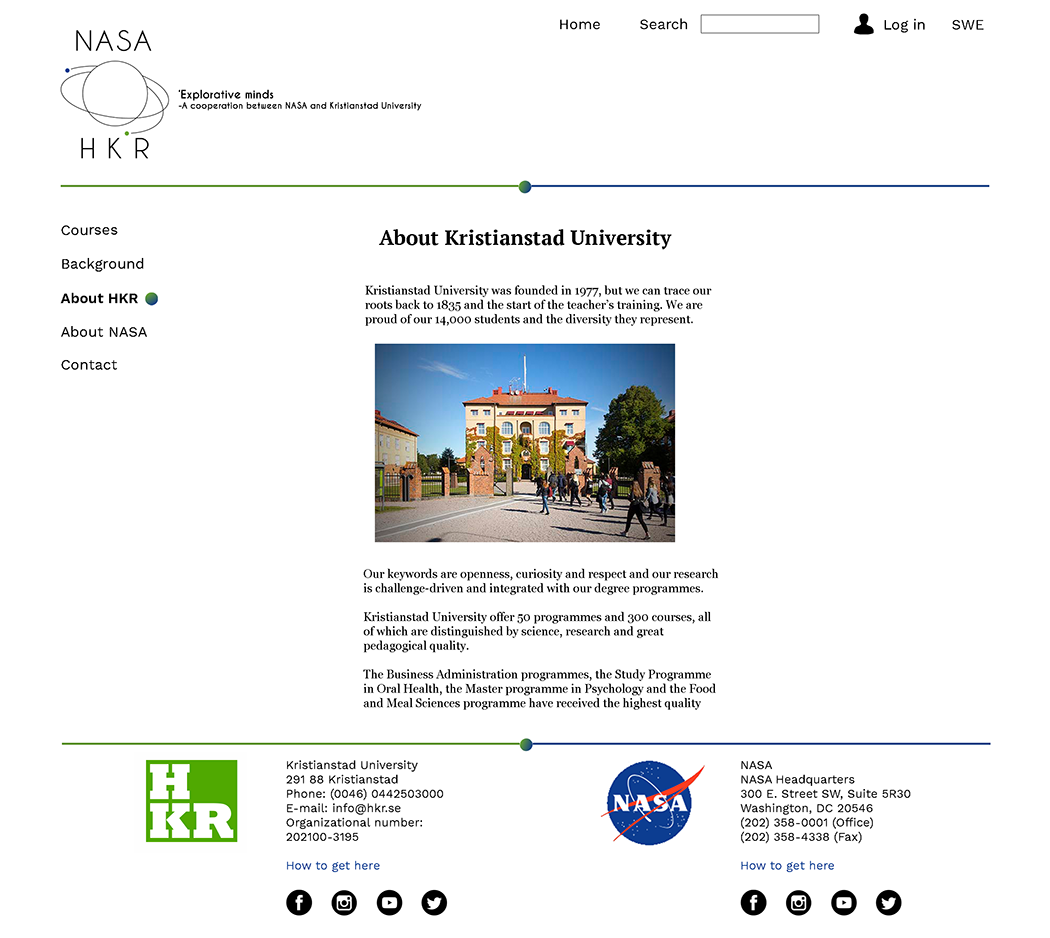 Home
Search
Log in
SWE
NASA
HKR
'Explorative minds
-A cooperation between NASA and Kristianstad University
Courses
Background
About HKR
About NASA
Contact
About Kristianstad University
Kristianstad University was founded in 1977, but we can trace our
roots back to 1835 and the start of the teacher's training. We are
proud of our 14,000 students and the diversity they represent.
Our keywords are openness, curiosity and respect and our research
is challenge-driven and integrated with our degree programmes.
Kristianstad University offer 50 programmes and 300 courses, all
of which are distinguished by science, research and great
pedagogical quality.
The Business Administration programmes, the Study Programme
in Oral Health, the Master programme in Psychology and the Food
and Meal Sciences programme have received the highest quality
H
KR
Kristianstad University
291 88 Kristianstad
Phone: (0046) 0442503000
E-mail: info@hkr.se
Organizational number:
202100-3195
How to get here
NASA
NASA
NASA Headquarters
300 E. Street SW, Suite 5R30
Washington, DC 20546
(202) 358-0001 (Office)
(202) 358-4338 (Fax)
How to get here